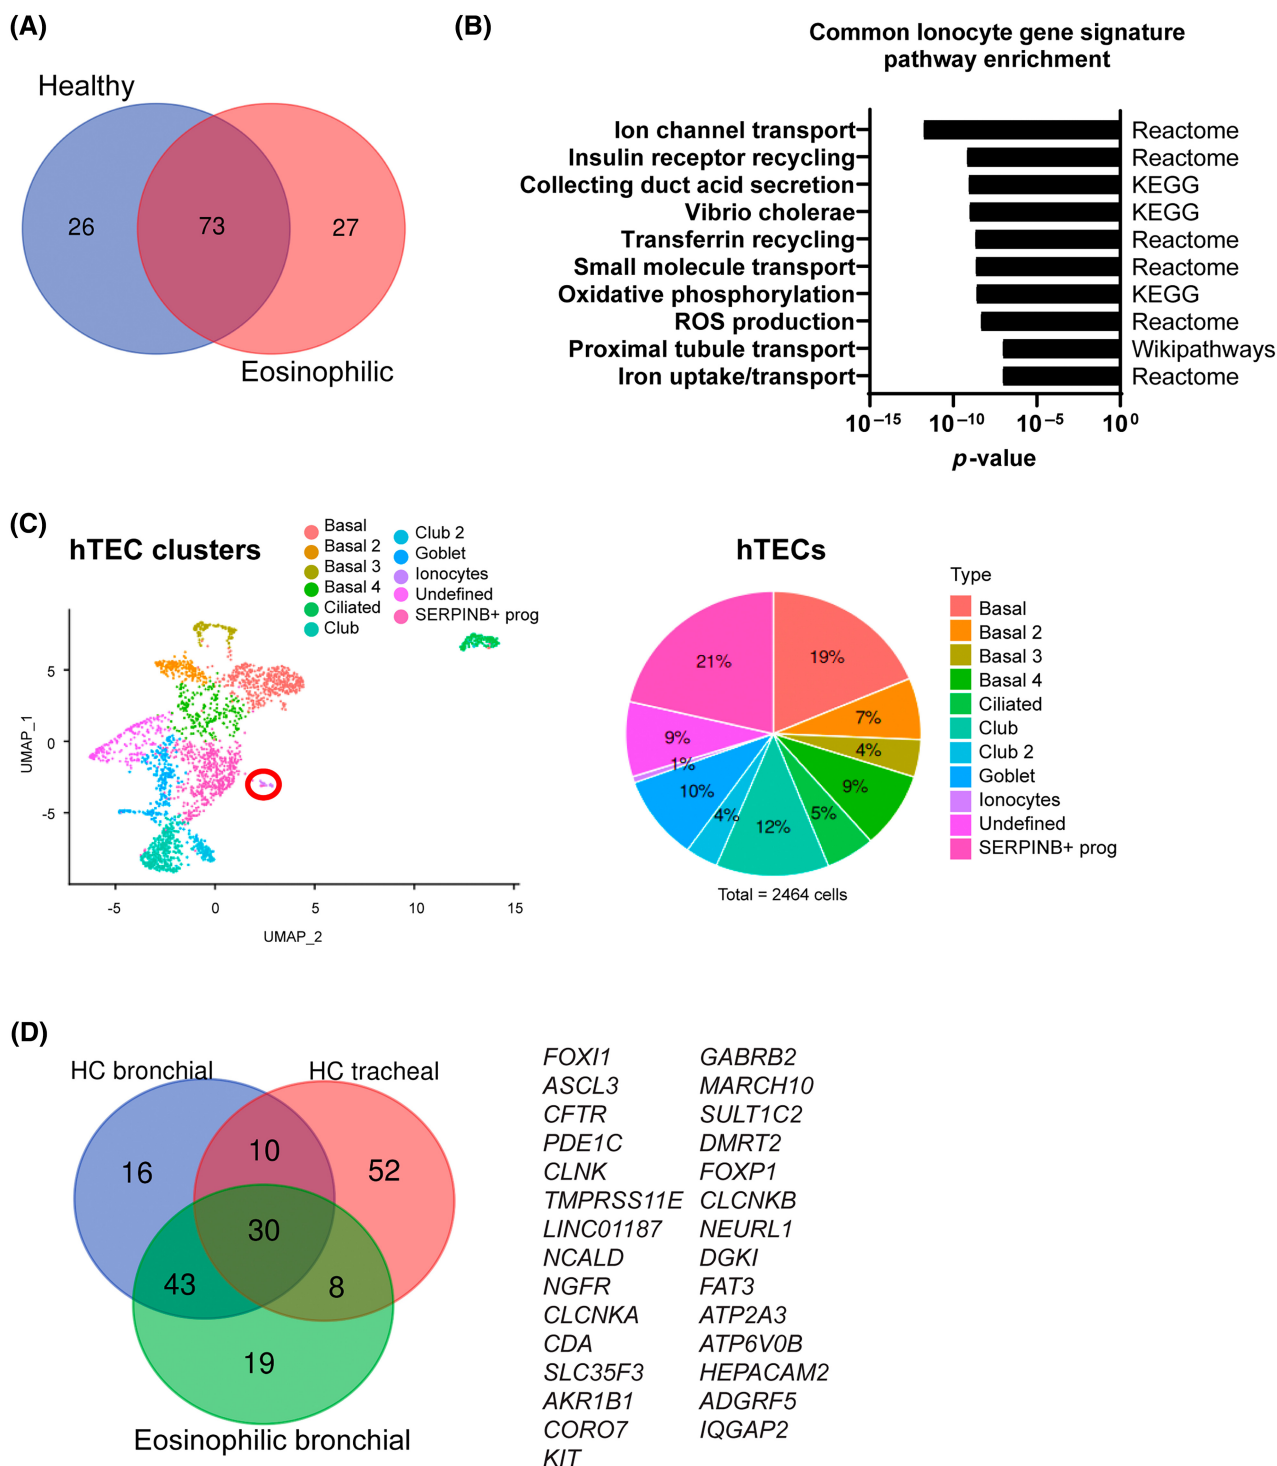 (A)
Healthy
26
73
27
Eosinophilic
(B)
Common Ionocyte gene signature
pathway enrichment
Ion channel transport Reactome
Insulin receptor recycling Reactome
Collecting duct acid secretion KEGG
Vibrio cholerae KEGG
Transferrin recycling Reactome
Small molecule transport Reactome
Oxidative phosphorylation KEGG
ROS production Reactome
Proximal tubule transport Wikipathways
Iron uptake/transport Reactome
10⁻¹⁵ 10⁻¹⁰ 10⁻⁵ 10⁰
p-value
(C)
hTEC clusters
Basal
Basal 2
Basal 3
Basal 4
Ciliated
Club
Club 2
Goblet
Ionocytes
Undefined
SERPINB+ prog
UMAP_1
5
0
-5
-5 0 5 10 15
UMAP_2
hTECs
19%
7%
4%
9%
5%
12%
4%
10%
1%
9%
21%
Total = 2464 cells
Type
Basal
Basal 2
Basal 3
Basal 4
Ciliated
Club
Club 2
Goblet
Ionocytes
Undefined
SERPINB+ prog
(D)
HC bronchial
HC tracheal
16
10
52
30
43
8
19
Eosinophilic bronchial
FOXI1 GABRB2
ASCL3 MARCH10
CFTR SULT1C2
PDE1C DMRT2
CLNK FOXP1
TMPRSS11E CLCNKB
LINC01187 NEURL1
NCALD DGKI
NGFR FAT3
CLCNKA ATP2A3
CDA ATP6V0B
SLC35F3 HEPACAM2
AKR1B1 ADGRF5
CORO7 IQGAP2
KIT